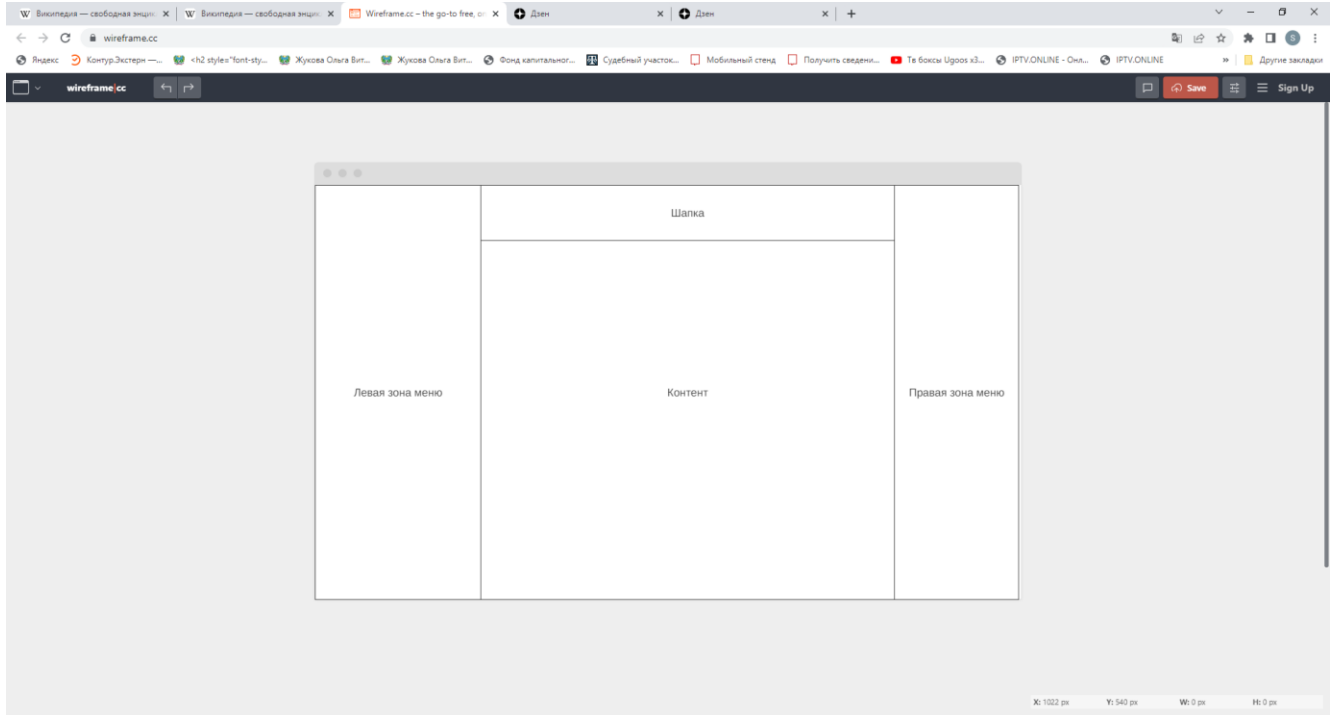 Википедия — свободная энцик
Википедия — свободная энцик
Wireframe.cc – the go-to free, on
Дзен
Дзен
wireframe.cc
Яндекс
Контур.Экстерн —...
<h2 style="font-sty...
Жукова Ольга Вит...
Жукова Ольга Вит...
Фонд капитальног...
Судебный участок...
Мобильный стенд
Получить сведени...
Тв боксы Ugoos x3...
IPTV.ONLINE - Онл...
IPTV.ONLINE
»
Другие закладки
wireframe|cc
Save
Sign Up
Шапка
Левая зона меню
Контент
Правая зона меню
X: 1022 px
Y: 540 px
W: 0 px
H: 0 px